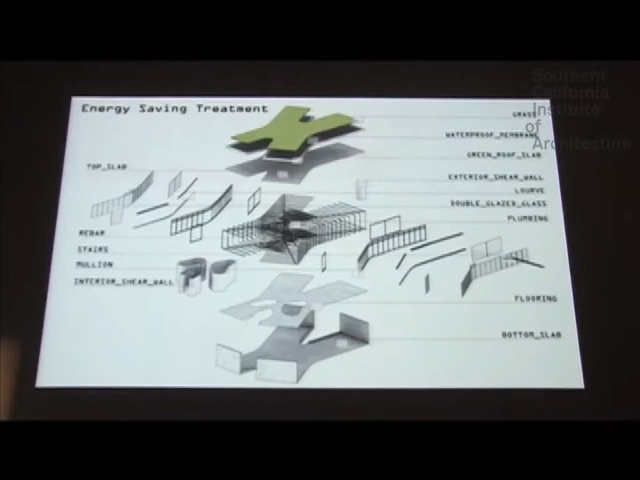 Southern
California
Institute
of
Architecture
Energy Saving Treatment
GRASS
WATERPROOF_MEMBRANE
GREEN_ROOF_SLAB
TOP_SLAB
EXTERIOR_SHEAR_WALL
LOURVE
DOUBLE_GLAZED_GLASS
PLUMBING
REBAR
STAIRS
MULLION
INTERIOR_SHEAR_WALL
FLOORING
BOTTOM_SLAB